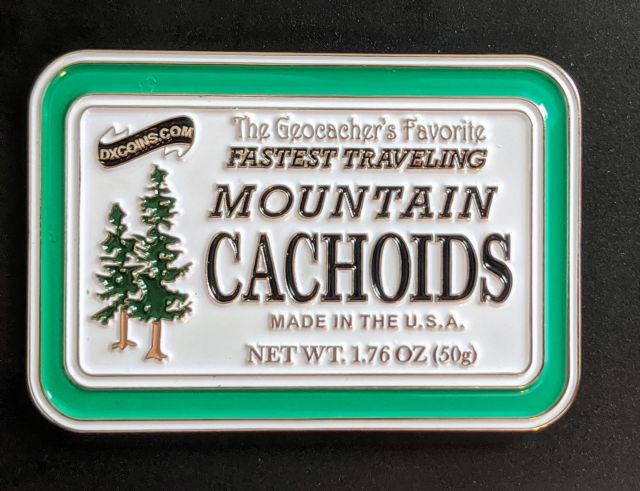 DXCOINS.COM
The Geocacher's Favorite
FASTEST TRAVELING
MOUNTAIN
CACHOIDS
MADE IN THE U.S.A.
NET WT. 1.76 OZ (50g)